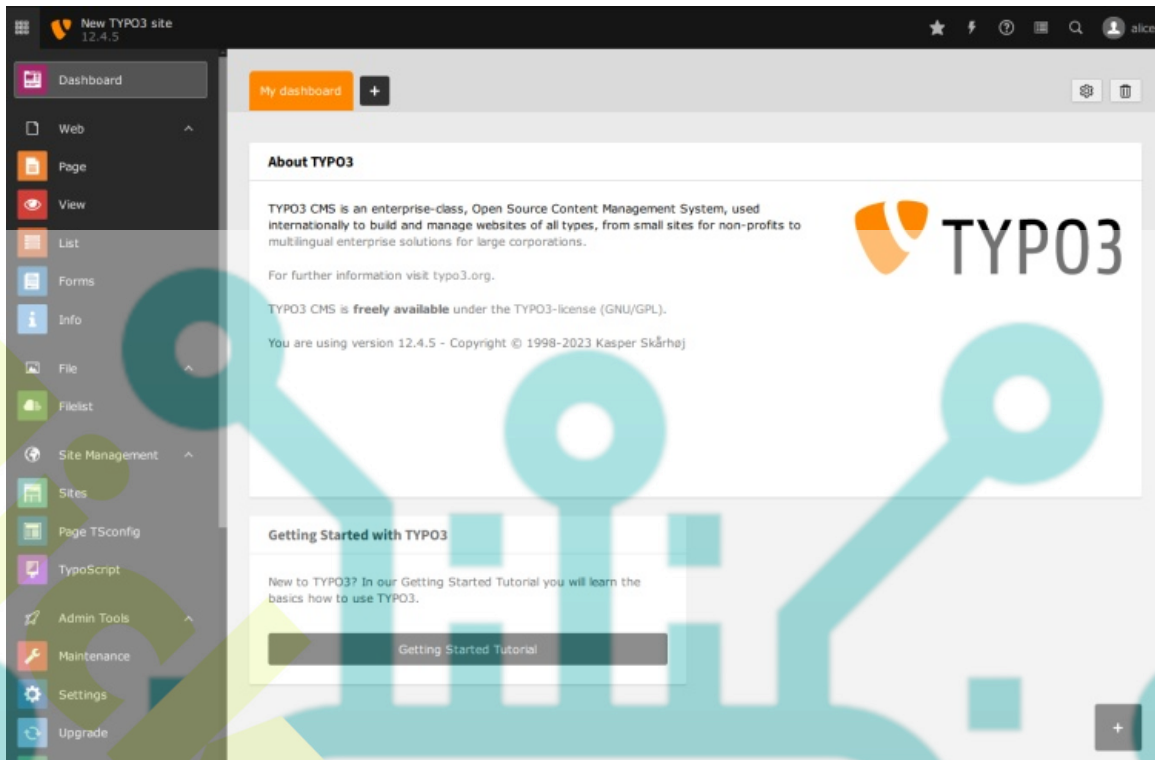 New TYPO3 site
12.4.5
alice
Dashboard
Web
Page
View
List
Forms
Info
File
Filelist
Site Management
Sites
Page TSconfig
TypoScript
Admin Tools
Maintenance
Settings
Upgrade
My dashboard
+
About TYPO3
TYPO3 CMS is an enterprise-class, Open Source Content Management System, used
internationally to build and manage websites of all types, from small sites for non-profits to
multilingual enterprise solutions for large corporations.
For further information visit typo3.org.
TYPO3 CMS is freely available under the TYPO3-license (GNU/GPL).
You are using version 12.4.5 - Copyright © 1998-2023 Kasper Skårhøj
TYPO3
Getting Started with TYPO3
New to TYPO3? In our Getting Started Tutorial you will learn the
basics how to use TYPO3.
Getting Started Tutorial
+